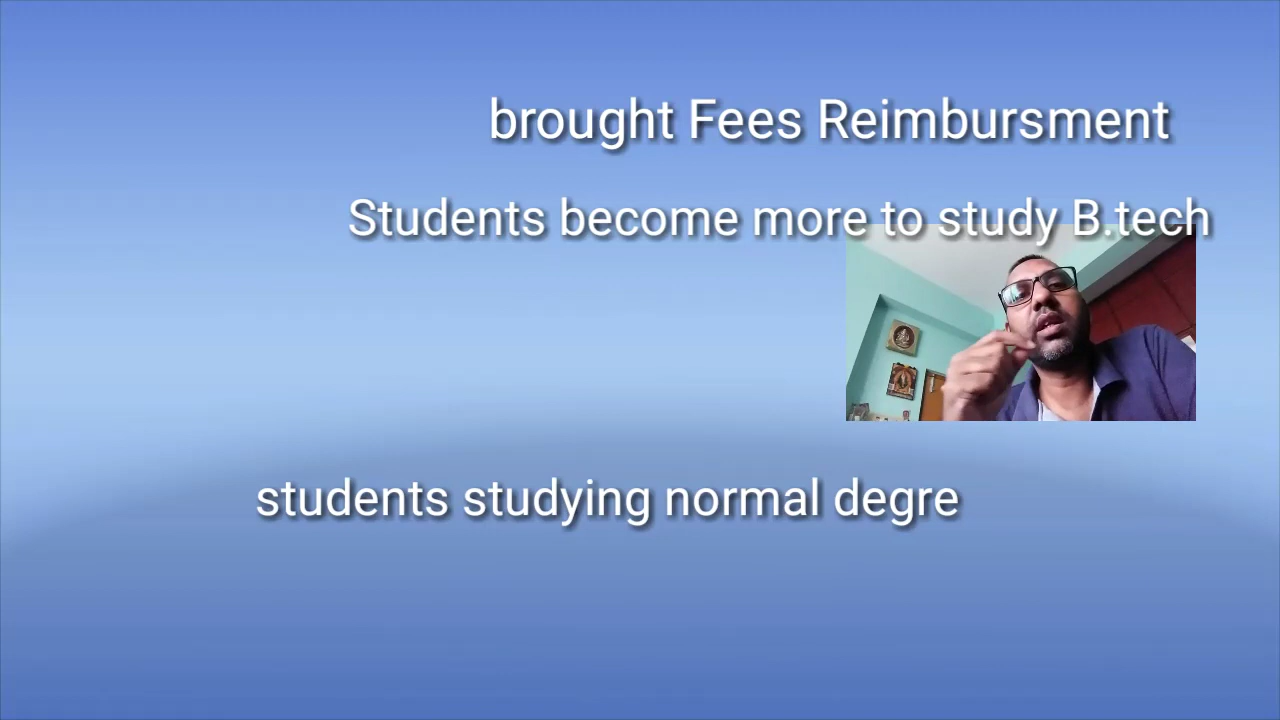 brought Fees Reimbursment
Students become more to study B.tech
students studying normal degre